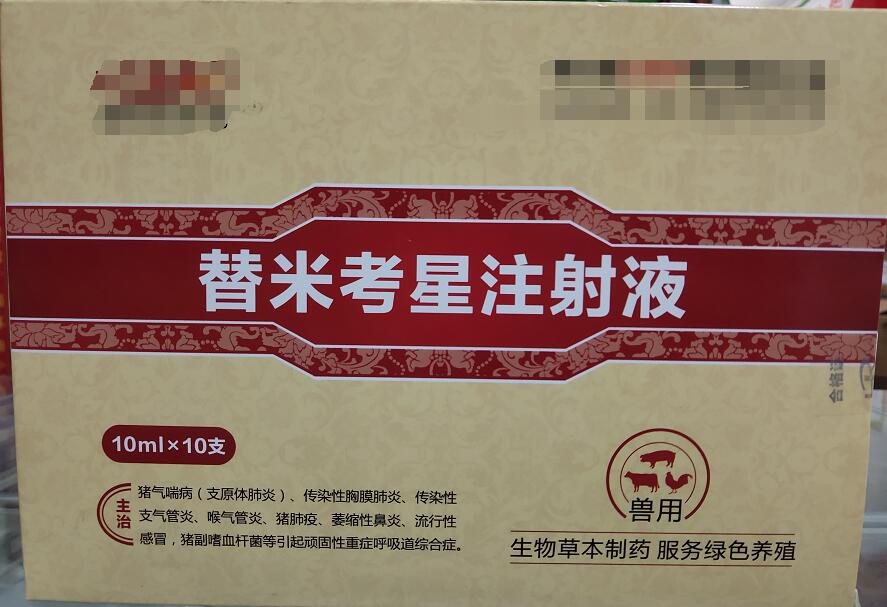 替米考星注射液
合格证
10ml×10支
主治
猪气喘病（支原体肺炎）、传染性胸膜肺炎、传染性
支气管炎、喉气管炎、猪肺疫、萎缩性鼻炎、流行性
感冒，猪副嗜血杆菌等引起顽固性重症呼吸道综合症。
兽用
生物草本制药 服务绿色养殖